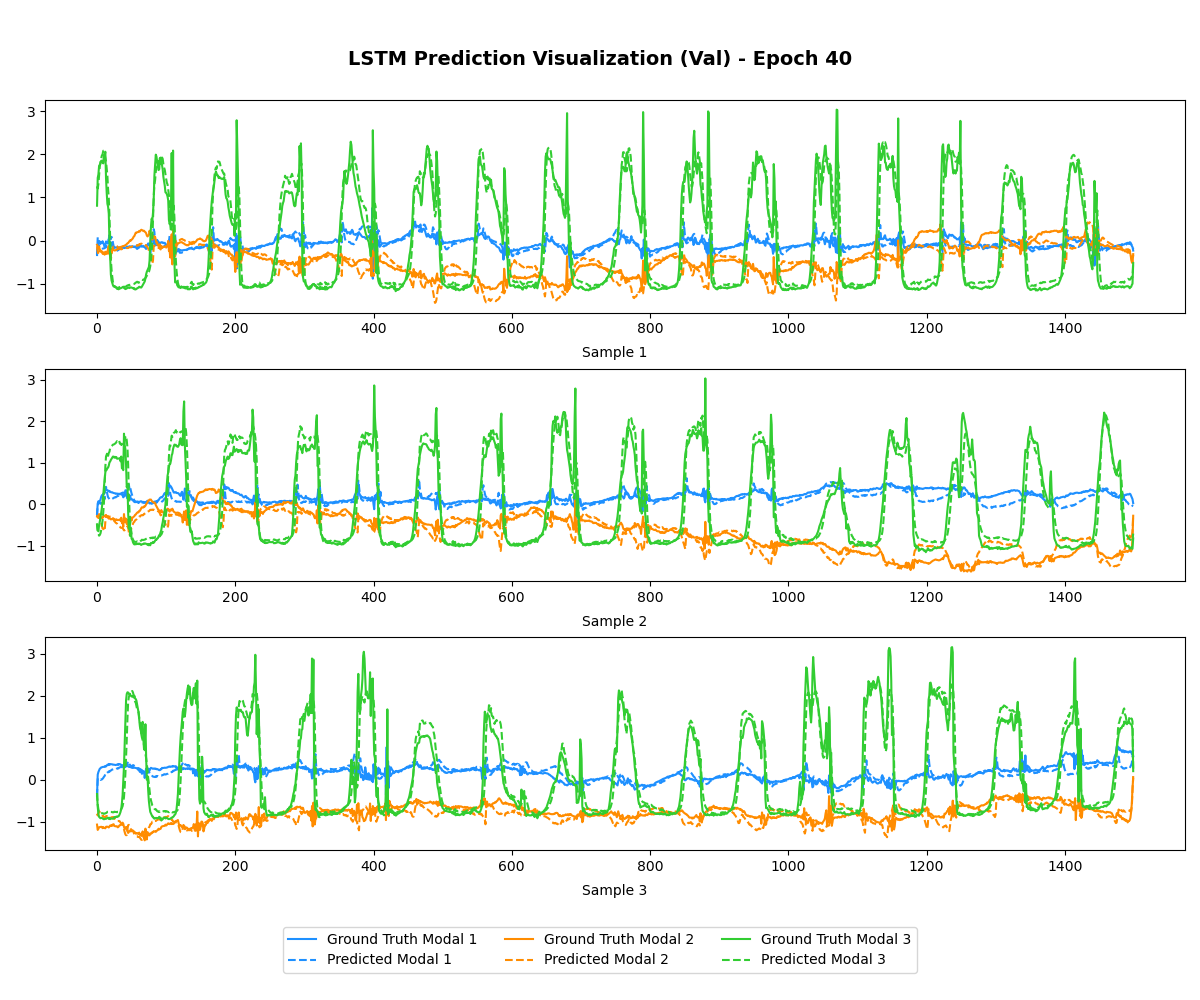 LSTM Prediction Visualization (Val) - Epoch 40
3
2
1
0
−1
0 200 400 600 800 1000 1200 1400
Sample 1
3
2
1
0
−1
0 200 400 600 800 1000 1200 1400
Sample 2
3
2
1
0
−1
0 200 400 600 800 1000 1200 1400
Sample 3
Ground Truth Modal 1 Ground Truth Modal 2 Ground Truth Modal 3
Predicted Modal 1 Predicted Modal 2 Predicted Modal 3